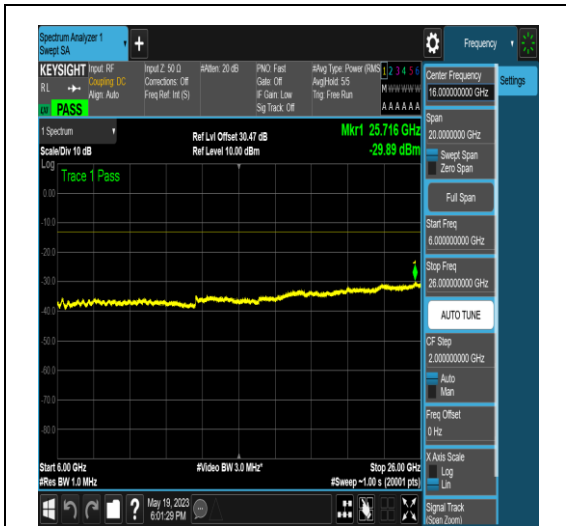 Spectrum Analyzer 1
Swept SA
Frequency
KEYSIGHT
RL
Input: RF
Coupling: DC
Align: Auto
Input Z: 50 Ω
Corrections: Off
Freq Ref: Int (S)
#Atten: 20 dB
PNO: Fast
Gate: Off
IF Gain: Low
Sig Track: Off
#Avg Type: Power (RMS
Avg|Hold: 5/5
Trig: Free Run
1 2 3 4 5 6
M W W W W W
A A A A A A
PASS
1 Spectrum
Scale/Div 10 dB
Log
Ref Lvl Offset 30.47 dB
Ref Level 10.00 dBm
Mkr1 25.716 GHz
-29.89 dBm
Trace 1 Pass
0.00
-10.0
-20.0
-30.0
-40.0
-50.0
-60.0
-70.0
-80.0
Start 6.00 GHz
#Res BW 1.0 MHz
#Video BW 3.0 MHz*
Stop 26.00 GHz
#Sweep ~1.00 s (20001 pts)
May 19, 2023
6:01:29 PM
Center Frequency
16.000000000 GHz
Settings
Span
20.0000000 GHz
Swept Span
Zero Span
Full Span
Start Freq
6.000000000 GHz
Stop Freq
26.000000000 GHz
AUTO TUNE
CF Step
2.000000000 GHz
Auto
Man
Freq Offset
0 Hz
X Axis Scale
Log
Lin
Signal Track
(Span Zoom)